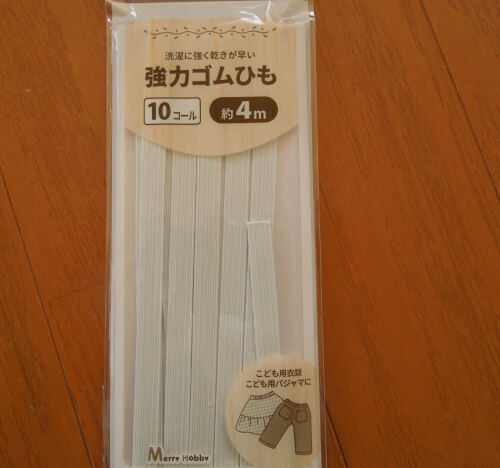 洗濯に強く乾きが早い
強力ゴムひも
10コール 約4m
こども用衣類
こども用パジャマに
Merry Hobby